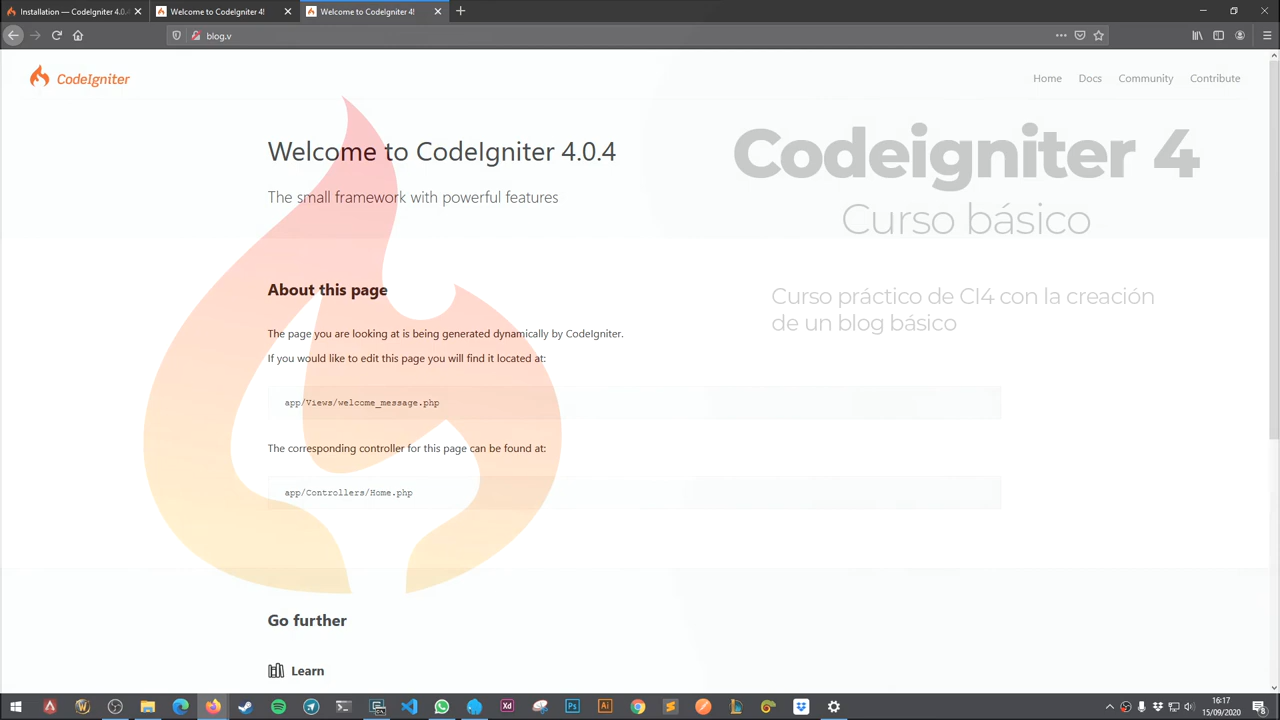 Installation — CodeIgniter 4.0.4
Welcome to CodeIgniter 4!
Welcome to CodeIgniter 4!
blog.v
CodeIgniter
Home Docs Community Contribute
Welcome to CodeIgniter 4.0.4
The small framework with powerful features
Codeigniter 4
Curso básico
Curso práctico de CI4 con la creación
de un blog básico
About this page
The page you are looking at is being generated dynamically by CodeIgniter.
If you would like to edit this page you will find it located at:
app/Views/welcome_message.php
The corresponding controller for this page can be found at:
app/Controllers/Home.php
Go further
Learn
16:17
15/09/2020